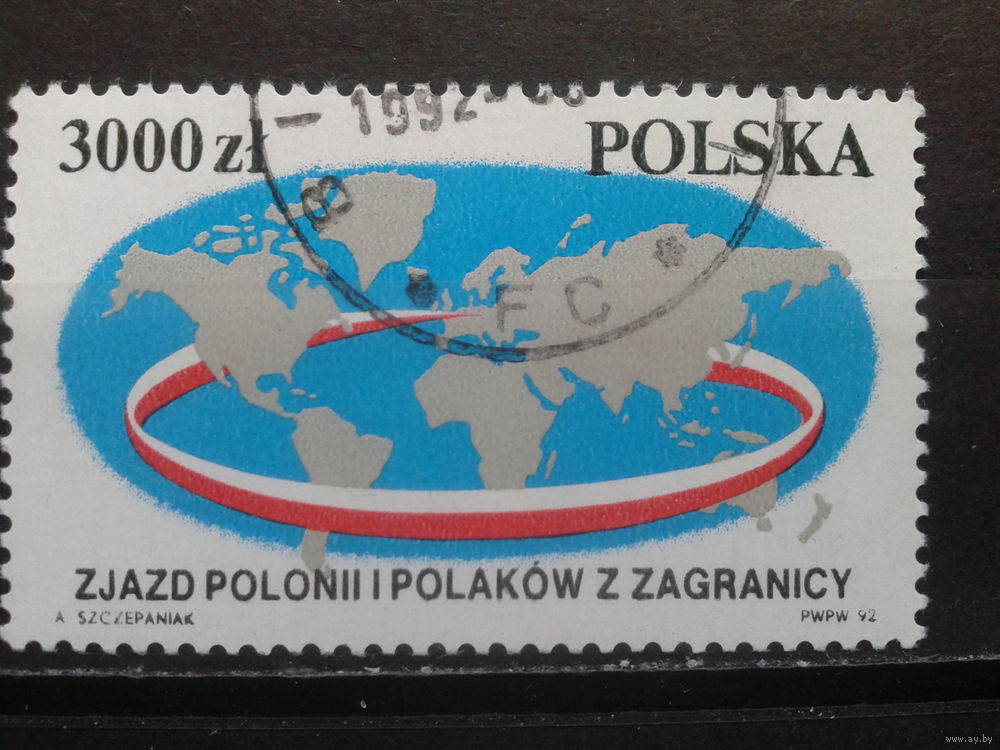 - 1992-
3000 zł
POLSKA
B
* F C *
ZJAZD POLONII I POLAKÓW Z ZAGRANICY
A SZCZEPANIAK
PWPW 92
www.ay.by